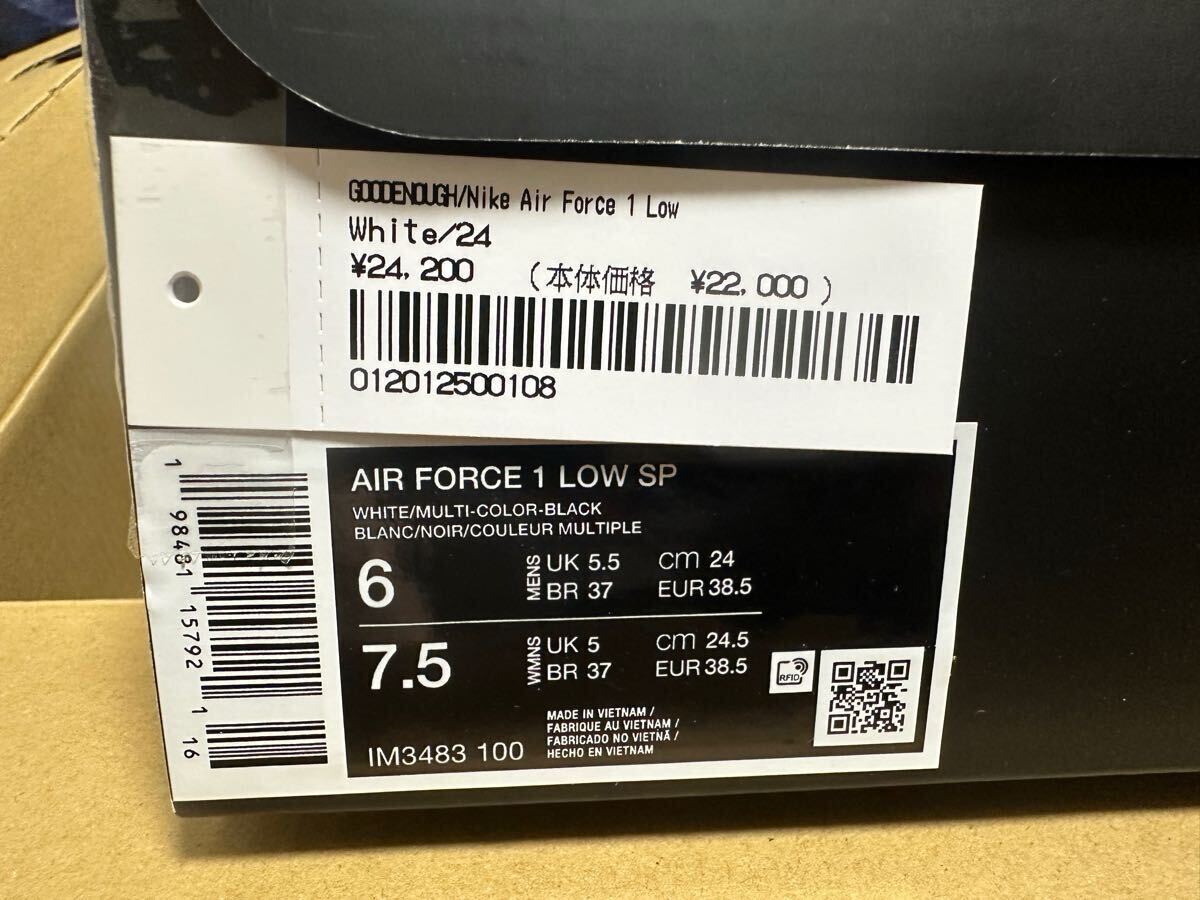 GOODENOUGH/Nike Air Force 1 Low
White/24
¥24,200 (本体価格 ¥22,000)
012012500108
AIR FORCE 1 LOW SP
WHITE/MULTI-COLOR-BLACK
BLANC/NOIR/COULEUR MULTIPLE
6 MENS UK 5.5 cm 24
BR 37 EUR 38.5
7.5 WMNS UK 5 cm 24.5
BR 37 EUR 38.5
RFID
MADE IN VIETNAM /
FABRIQUE AU VIETNAM /
FABRICADO NO VIETNÃ /
HECHO EN VIETNAM
IM3483 100
1 98481 15792 1 16